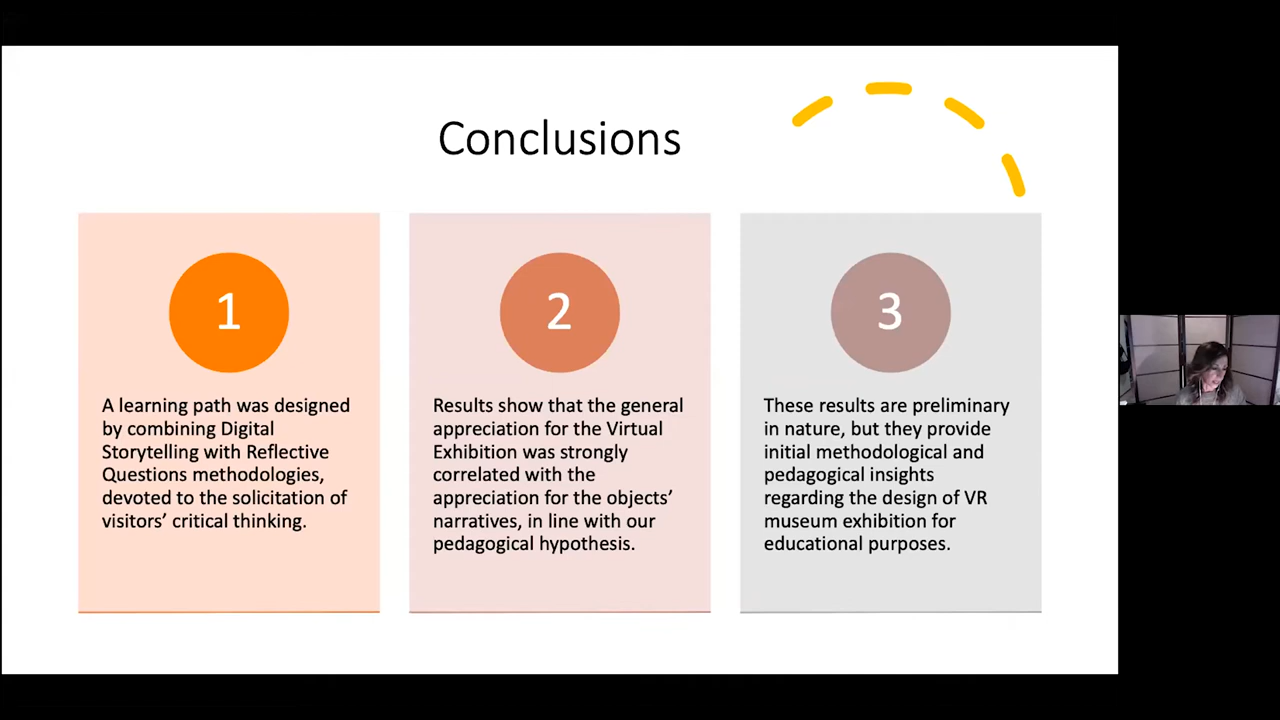 Conclusions
1
A learning path was designed
by combining Digital
Storytelling with Reflective
Questions methodologies,
devoted to the solicitation of
visitors’ critical thinking.
2
Results show that the general
appreciation for the Virtual
Exhibition was strongly
correlated with the
appreciation for the objects’
narratives, in line with our
pedagogical hypothesis.
3
These results are preliminary
in nature, but they provide
initial methodological and
pedagogical insights
regarding the design of VR
museum exhibition for
educational purposes.